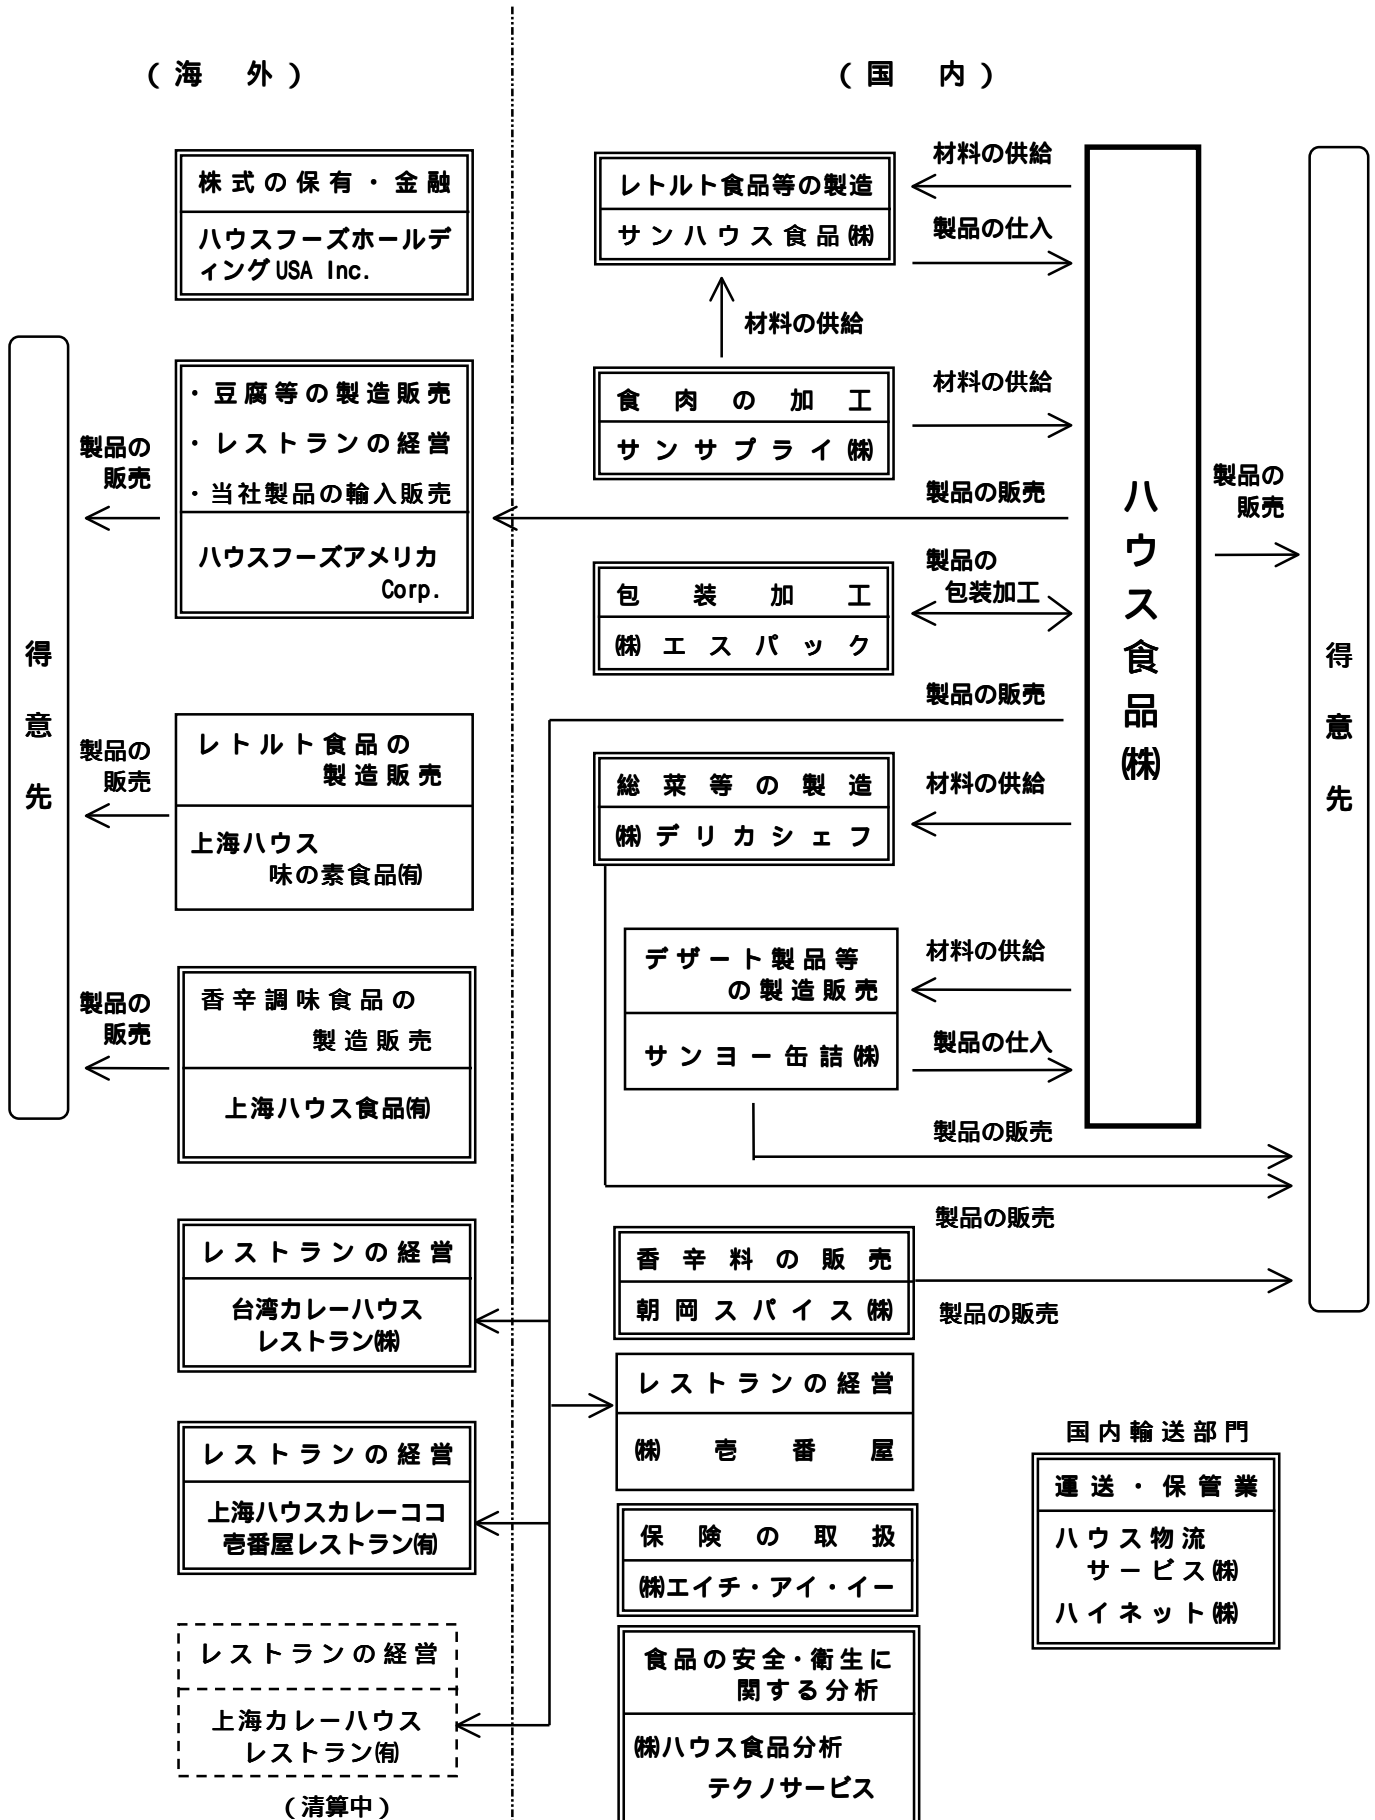 （海　外）
株式の保有・金融
ハウスフーズホールデ
ィングUSA Inc.
・豆腐等の製造販売
・レストランの経営
・当社製品の輸入販売
ハウスフーズアメリカ
Corp.
製品の
販売
得意先
レトルト食品の
製造販売
上海ハウス
味の素食品㈲
製品の
販売
香辛調味食品の
製造販売
上海ハウス食品㈲
製品の
販売
レストランの経営
台湾カレーハウス
レストラン㈱
レストランの経営
上海ハウスカレーココ
壱番屋レストラン㈲
レストランの経営
上海カレーハウス
レストラン㈲
（清算中）
（国　内）
レトルト食品等の製造
サンハウス食品㈱
材料の供給
製品の仕入
材料の供給
食肉の加工
サンサプライ㈱
材料の供給
製品の販売
包装加工
㈱エスパック
製品の
包装加工
製品の販売
総菜等の製造
㈱デリカシェフ
材料の供給
デザート製品等
の製造販売
サンヨー缶詰㈱
材料の供給
製品の仕入
製品の販売
製品の販売
香辛料の販売
朝岡スパイス㈱
製品の販売
レストランの経営
㈱壱番屋
保険の取扱
㈱エイチ・アイ・イー
食品の安全・衛生に
関する分析
㈱ハウス食品分析
テクノサービス
ハウス食品㈱
製品の
販売
得意先
国内輸送部門
運送・保管業
ハウス物流
サービス㈱
ハイネット㈱